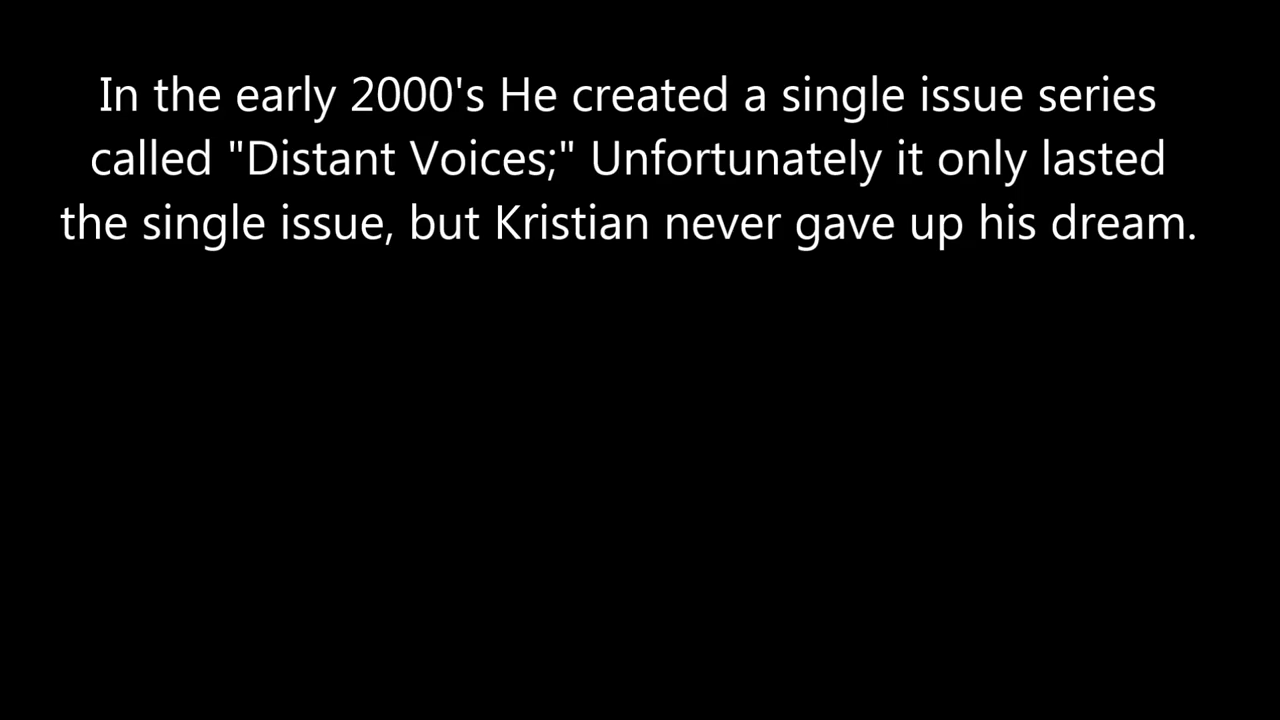 In the early 2000's He created a single issue series
called "Distant Voices;" Unfortunately it only lasted
the single issue, but Kristian never gave up his dream.